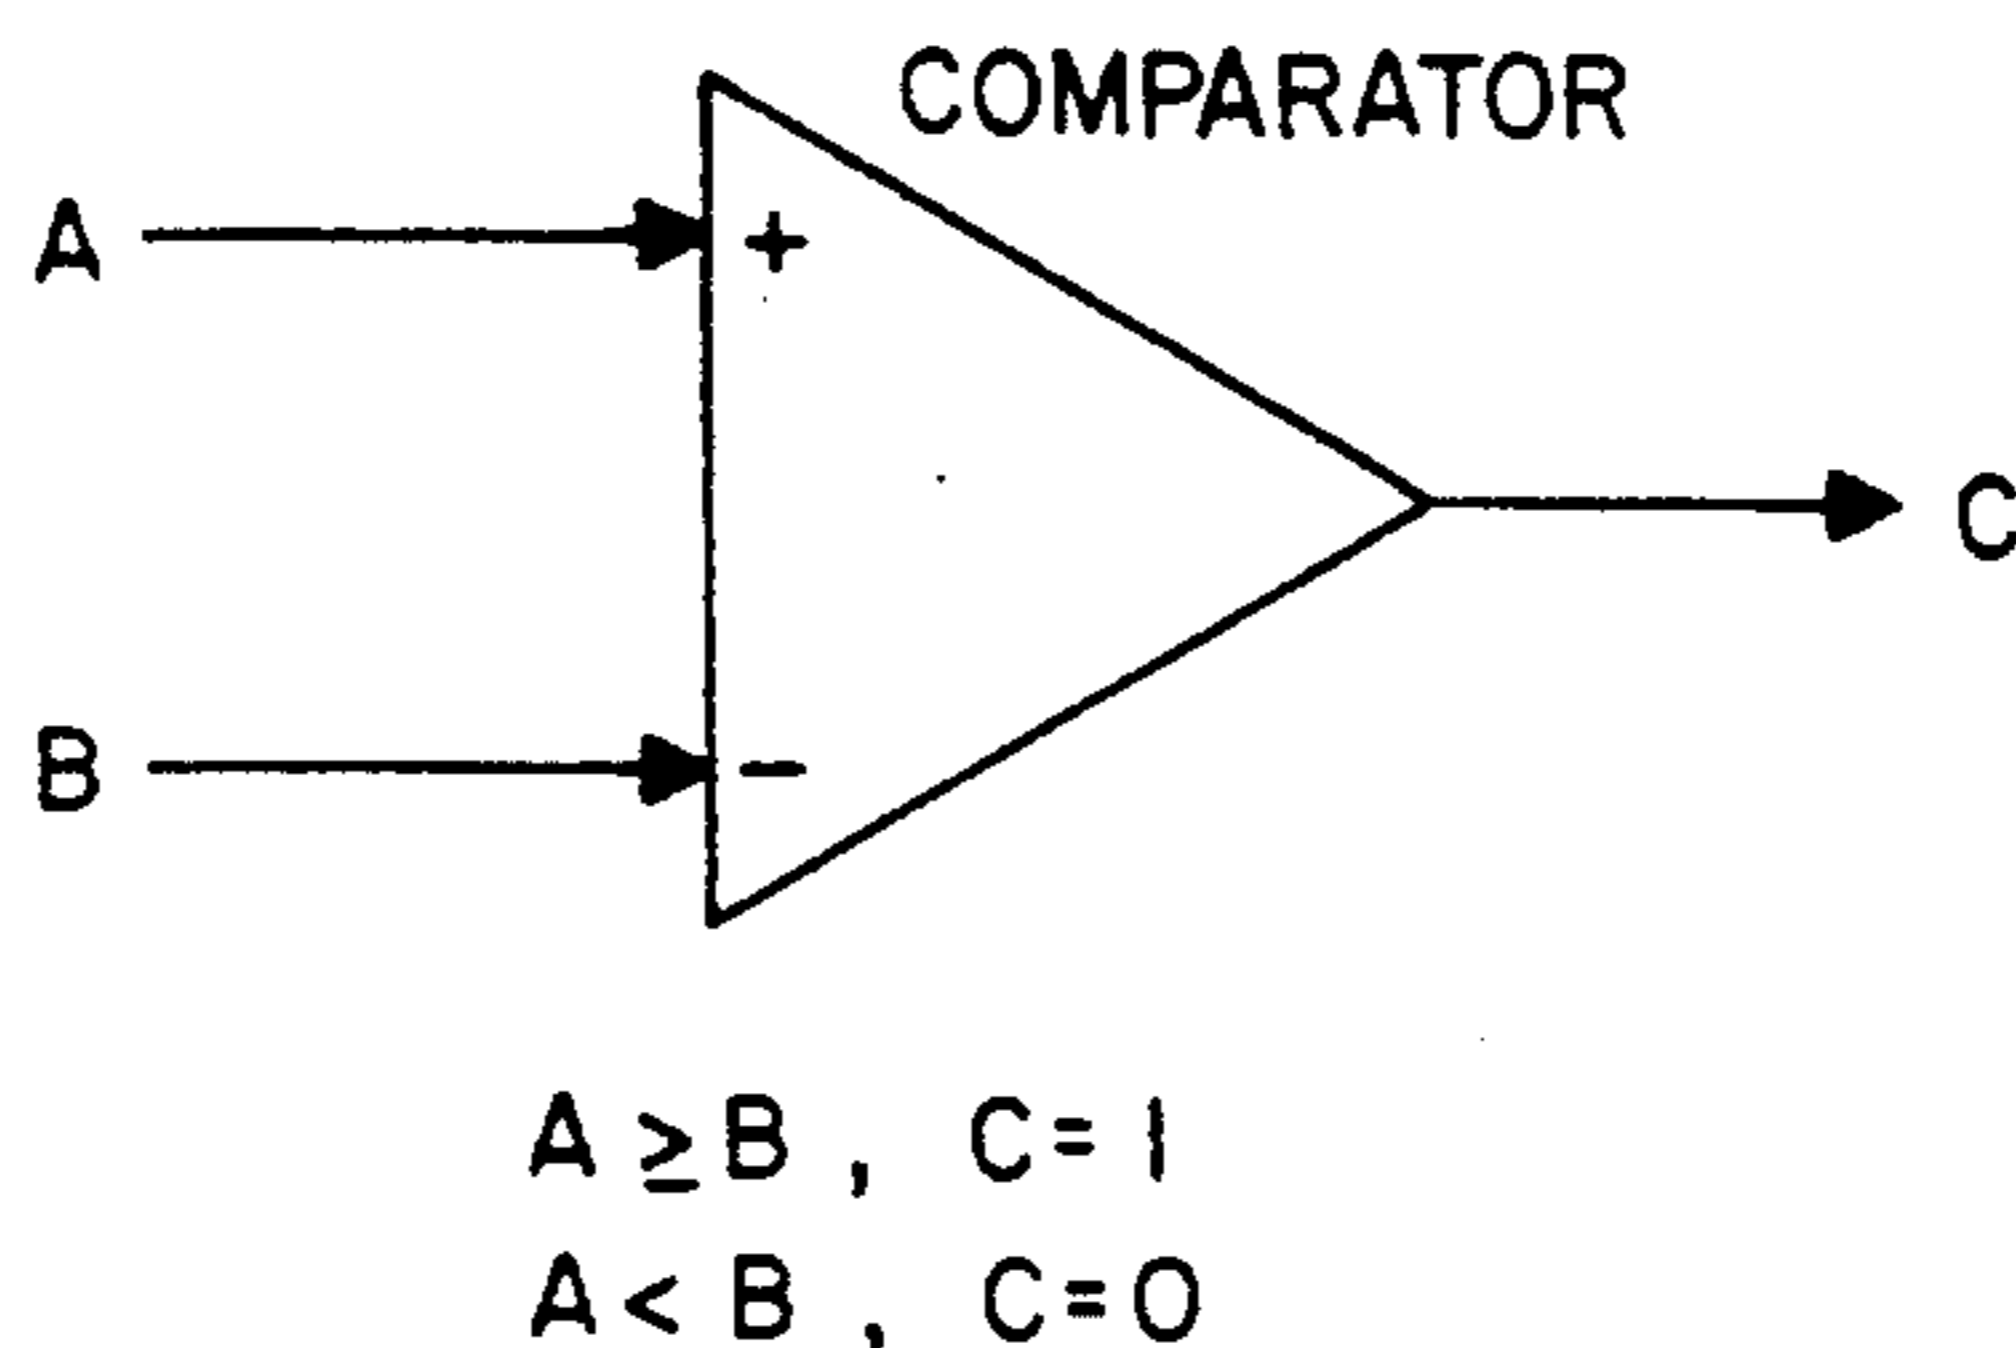 COMPARATOR
A
+
C
B
−
A ≥ B , C = 1
A < B , C = 0